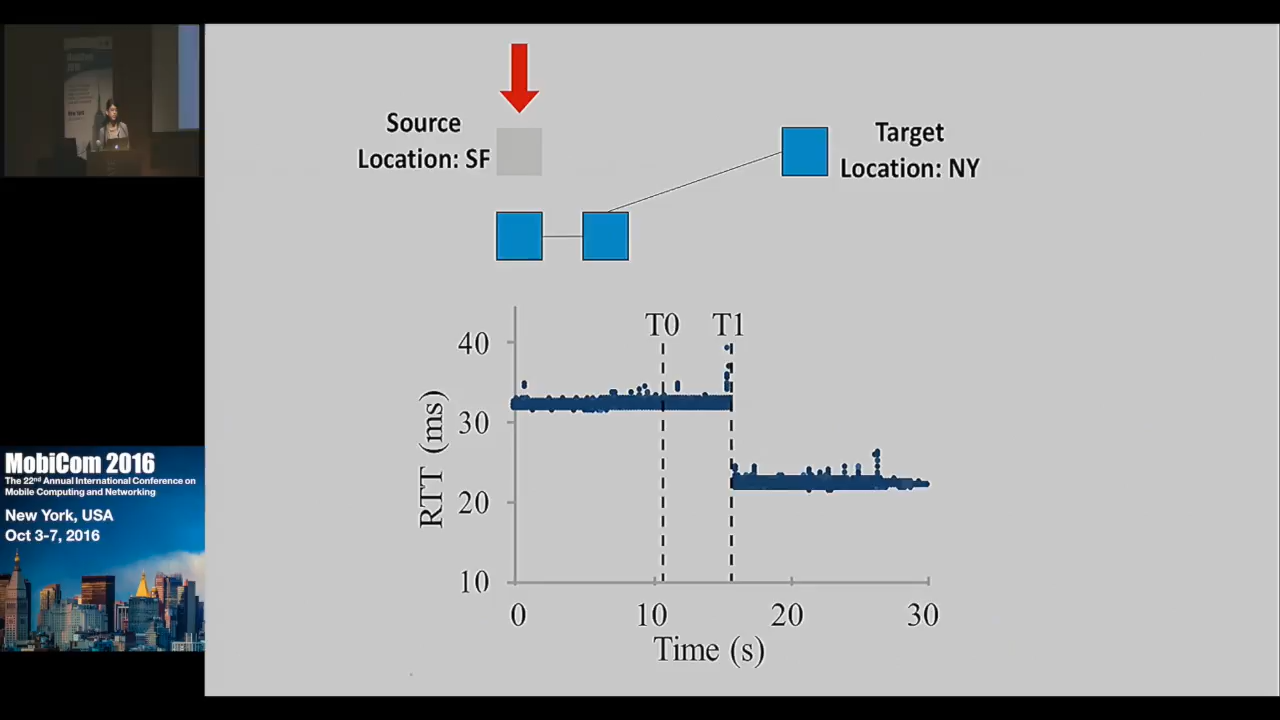 Source
Location: SF
Target
Location: NY
T0
T1
40
30
20
10
RTT (ms)
0
10
20
30
Time (s)
MobiCom 2016
The 22nd Annual International Conference on
Mobile Computing and Networking
New York, USA
Oct 3-7, 2016